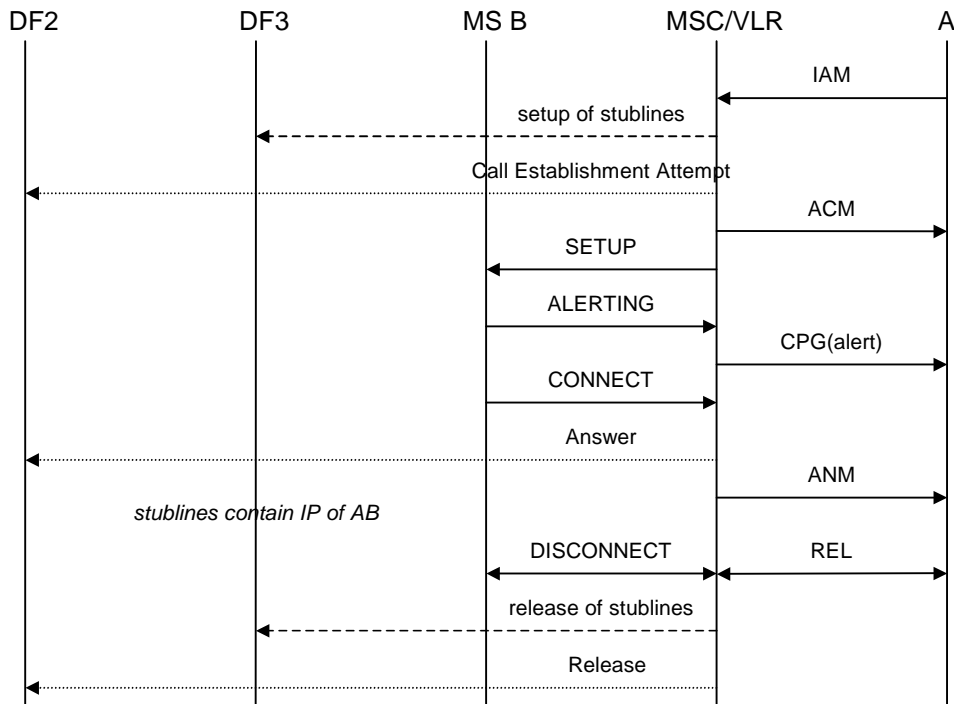 DF2 DF3 MS B MSC/VLR A
IAM
setup of stublines
Call Establishment Attempt
ACM
SETUP
ALERTING
CPG(alert)
CONNECT
Answer
ANM
stublines contain IP of AB
DISCONNECT REL
release of stublines
Release